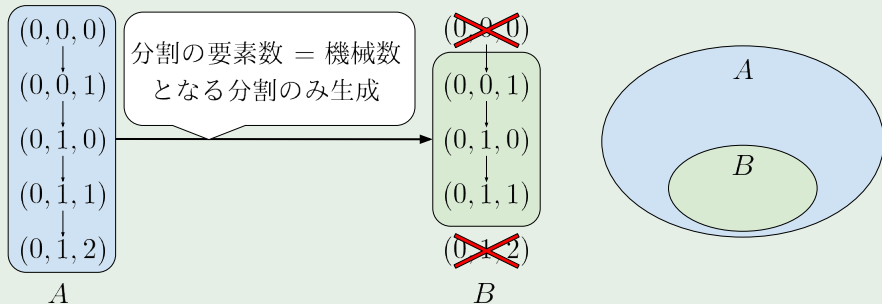 (0, 0, 0)
(0, 0, 1)
(0, 1, 0)
(0, 1, 1)
(0, 1, 2)
A
分割の要素数 = 機械数
となる分割のみ生成
(0, 0, 0)
(0, 0, 1)
(0, 1, 0)
(0, 1, 1)
(0, 1, 2)
B
A
B